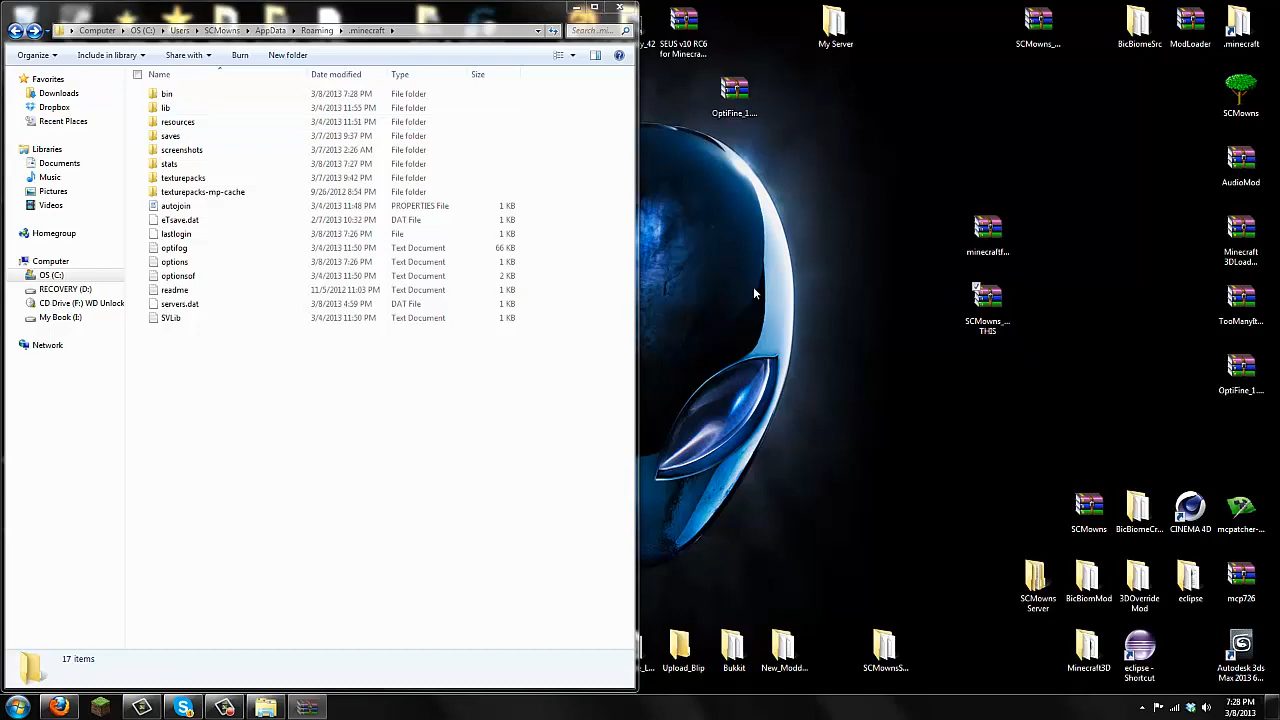 Computer ▸ OS (C:) ▸ Users ▸ SCMowns ▸ AppData ▸ Roaming ▸ .minecraft ▸
Search .mi...
Organize ▾ Include in library ▾ Share with ▾ Burn New folder
Name Date modified Type Size
Favorites
Downloads
Dropbox
Recent Places
Libraries
Documents
Music
Pictures
Videos
Homegroup
Computer
OS (C:)
RECOVERY (D:)
CD Drive (F:) WD Unlock
My Book (I:)
Network
bin 3/8/2013 7:28 PM File folder
lib 3/4/2013 11:55 PM File folder
resources 3/4/2013 11:51 PM File folder
saves 3/7/2013 9:37 PM File folder
screenshots 3/7/2013 2:26 AM File folder
stats 3/8/2013 7:27 PM File folder
texturepacks 3/7/2013 9:42 PM File folder
texturepacks-mp-cache 9/26/2012 8:54 PM File folder
autojoin 3/4/2013 11:48 PM PROPERTIES File 1 KB
eTsave.dat 2/7/2013 10:32 PM DAT File 1 KB
lastlogin 3/8/2013 7:26 PM File 1 KB
optifog 3/4/2013 11:50 PM Text Document 66 KB
options 3/8/2013 7:26 PM Text Document 1 KB
optionsof 3/4/2013 11:50 PM Text Document 2 KB
readme 11/5/2012 11:03 PM Text Document 1 KB
servers.dat 3/8/2013 4:59 PM DAT File 1 KB
SVLib 3/4/2013 11:50 PM Text Document 1 KB
17 items
y_42
SEUS v10 RC6
for Minecra...
My Server
SCMowns_...
BicBiomeSrc
ModLoader
.minecraft
OptiFine_1....
SCMowns
AudioMod
minecraftf...
Minecraft
3DLoad...
SCMowns_...
THIS
TooManyIt...
OptiFine_1....
SCMowns
BicBiomeCr...
CINEMA 4D
mcpatcher-...
SCMowns
Server
BicBiomMod
3DOverride
Mod
eclipse
mcp726
e_L...
Upload_Blip
Bukkit
New_Modd...
SCMownsS...
Minecraft3D
eclipse -
Shortcut
Autodesk 3ds
Max 2013 6...
7:28 PM
3/8/2013